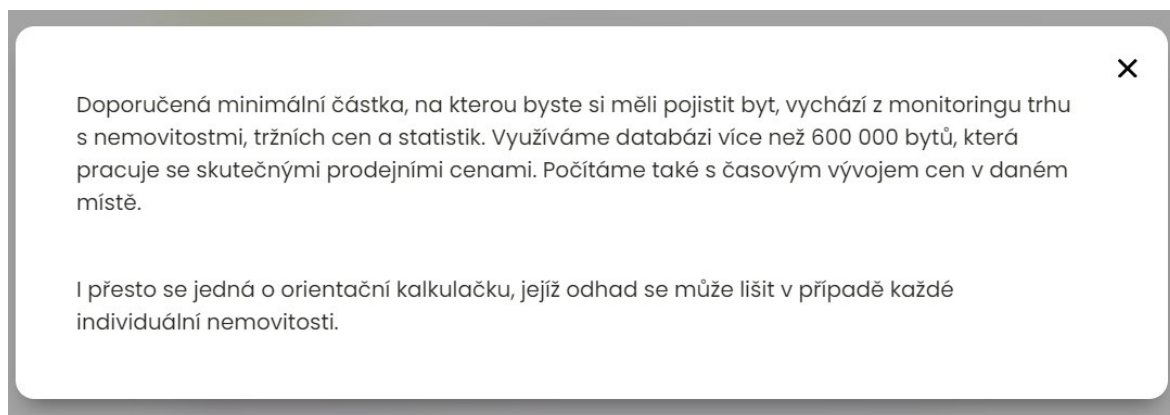 Doporučená minimální částka, na kterou byste si měli pojistit byt, vychází z monitoringu trhu
s nemovitostmi, tržních cen a statistik. Využíváme databázi více než 600 000 bytů, která
pracuje se skutečnými prodejními cenami. Počítáme také s časovým vývojem cen v daném
místě.
I přesto se jedná o orientační kalkulačku, jejíž odhad se může lišit v případě každé
individuální nemovitosti.